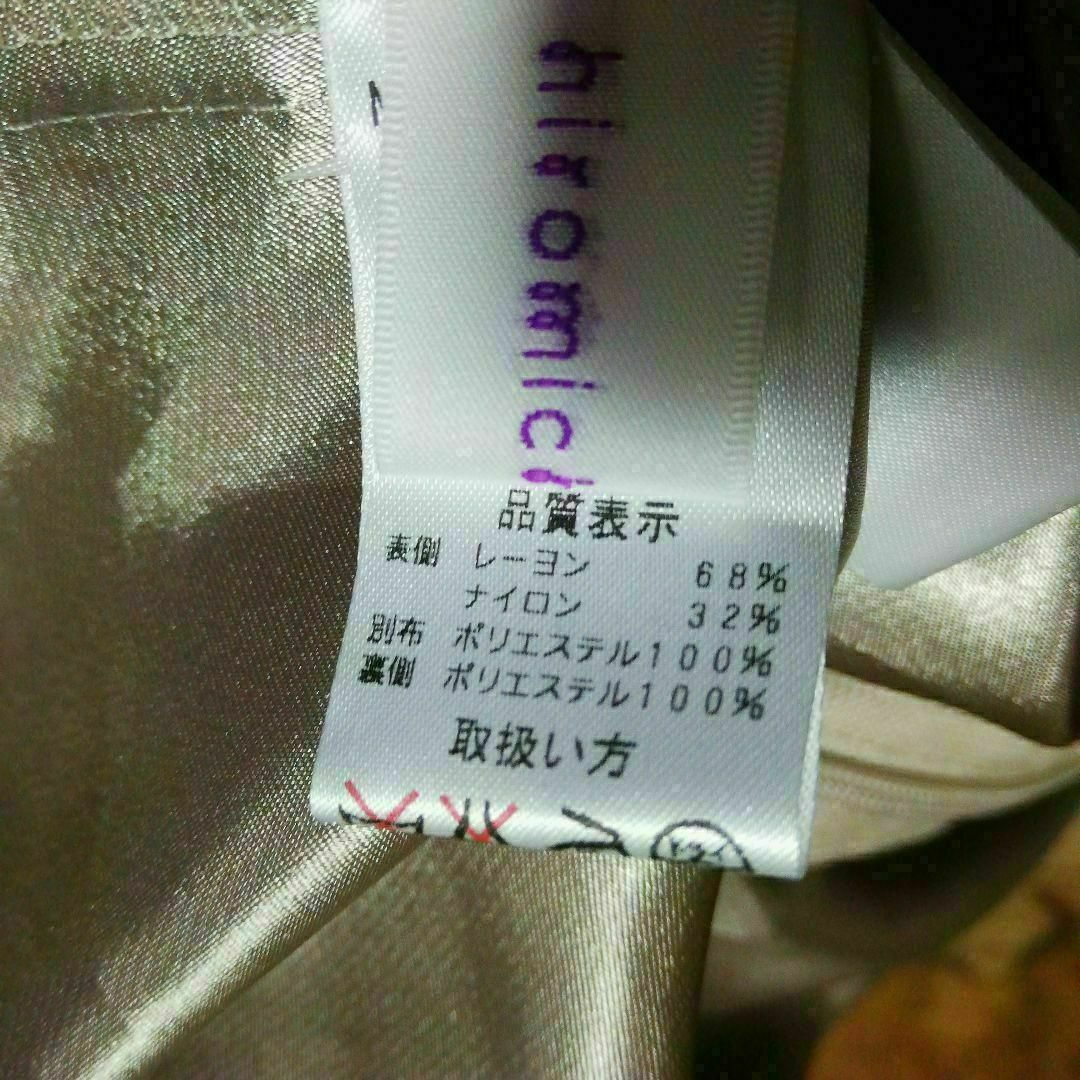 hiromic
品質表示
表側 レーヨン 68%
ナイロン 32%
別布 ポリエステル100%
裏側 ポリエステル100%
取扱い方